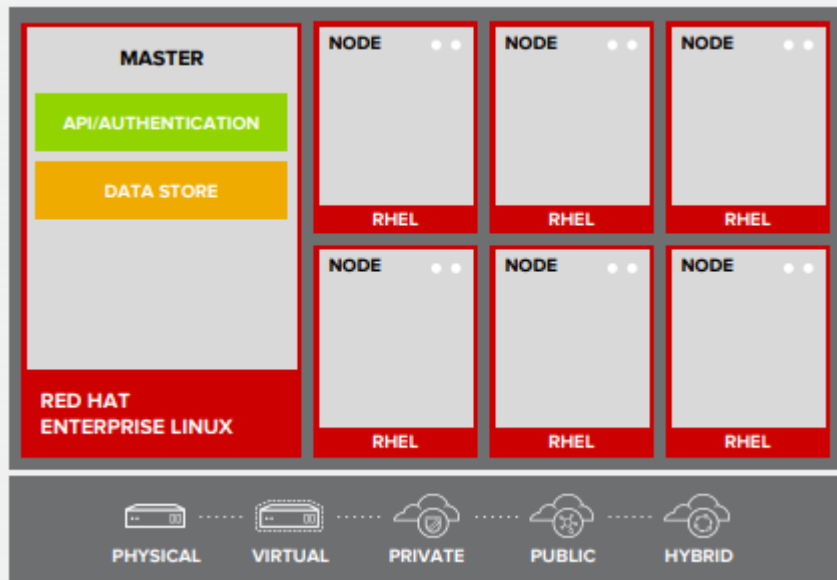 MASTER
API/AUTHENTICATION
DATA STORE
RED HAT
ENTERPRISE LINUX
NODE
RHEL
NODE
RHEL
NODE
RHEL
NODE
RHEL
NODE
RHEL
NODE
RHEL
PHYSICAL
VIRTUAL
PRIVATE
PUBLIC
HYBRID